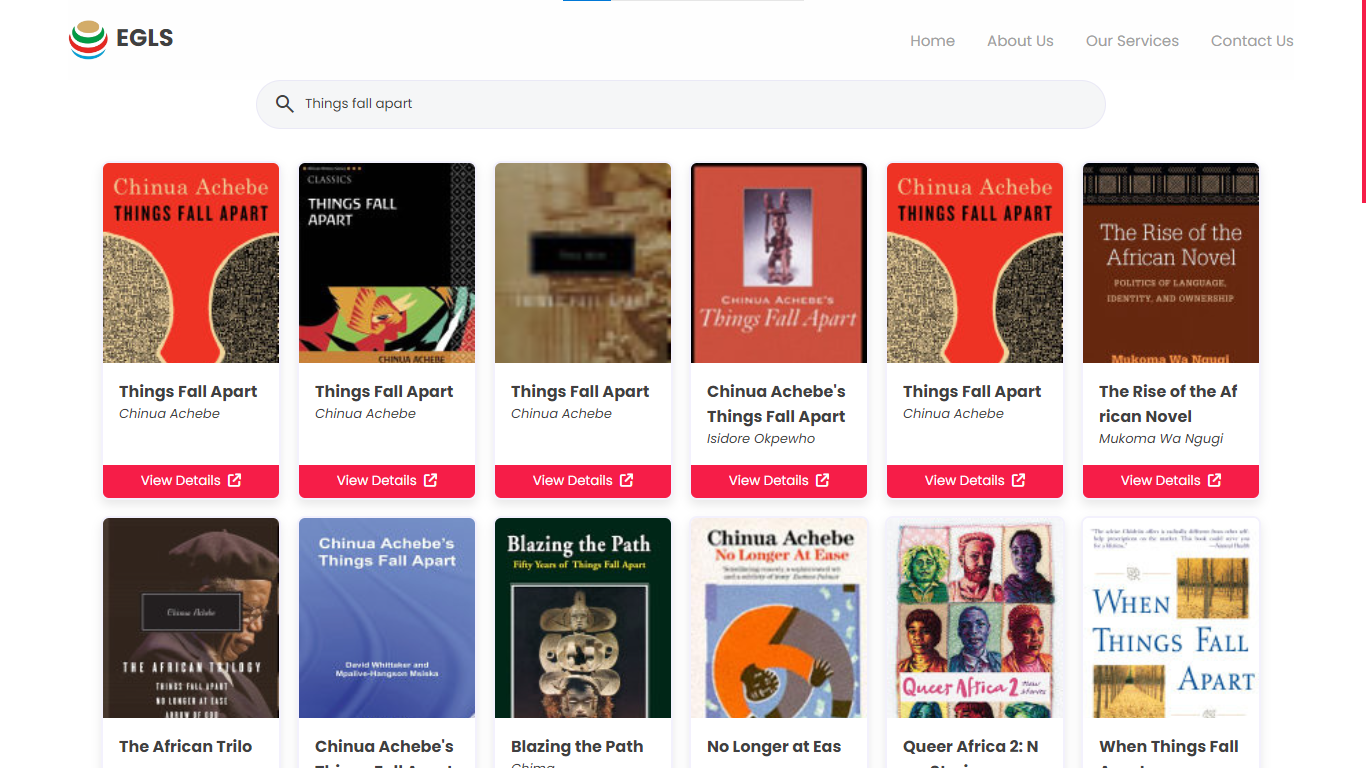 EGLS
Home About Us Our Services Contact Us
Things fall apart
Chinua Achebe
THINGS FALL APART
CLASSICS
THINGS FALL
APART
CHINUA ACHEBE
THINGS FALL APART
CHINUA ACHEBE'S
Things Fall Apart
Chinua Achebe
THINGS FALL APART
The Rise of the
African Novel
POLITICS OF LANGUAGE,
IDENTITY, AND OWNERSHIP
Mukoma Wa Ngugi
Things Fall Apart
Chinua Achebe
Things Fall Apart
Chinua Achebe
Things Fall Apart
Chinua Achebe
Chinua Achebe's
Things Fall Apart
Isidore Okpewho
Things Fall Apart
Chinua Achebe
The Rise of the Af
rican Novel
Mukoma Wa Ngugi
View Details View Details View Details View Details View Details View Details
Chinua Achebe
THE AFRICAN TRILOGY
THINGS FALL APART
NO LONGER AT EASE
ARROW OF GOD
Chinua Achebe's
Things Fall Apart
David Whittaker and
Mpalive-Hangson Msiska
Blazing the Path
Fifty Years of Things Fall Apart
Chinua Achebe
No Longer At Ease
Queer Africa 2 New
Stories
WHEN
THINGS FALL
APART
The African Trilo
Chinua Achebe's
Things Fall Apart
Blazing the Path
Chima
No Longer at Eas
Queer Africa 2: N
When Things Fall